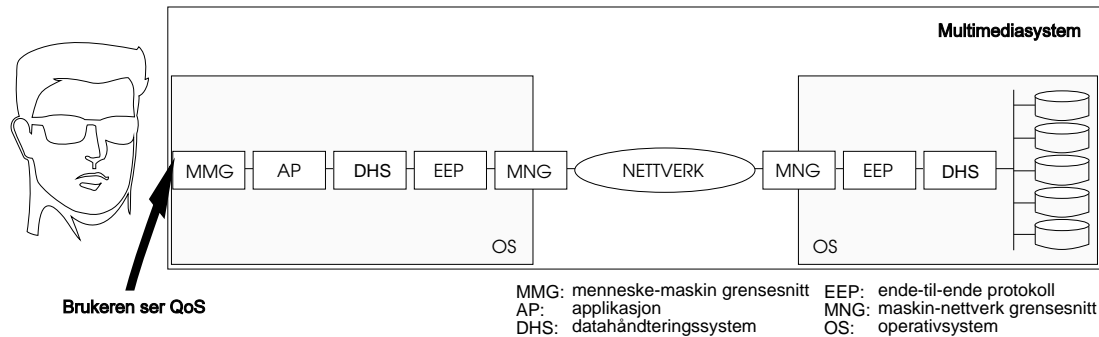 Multimediasystem
MMG AP DHS EEP MNG NETTVERK MNG EEP DHS
OS OS
Brukeren ser QoS
MMG: menneske-maskin grensesnitt EEP: ende-til-ende protokoll
AP: applikasjon MNG: maskin-nettverk grensesnitt
DHS: datahåndteringssystem OS: operativsystem